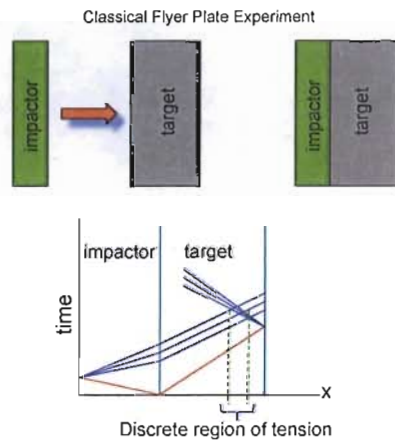 Classical Flyer Plate Experiment
impactor
target
impactor
target
impactor
target
time
x
Discrete region of tension